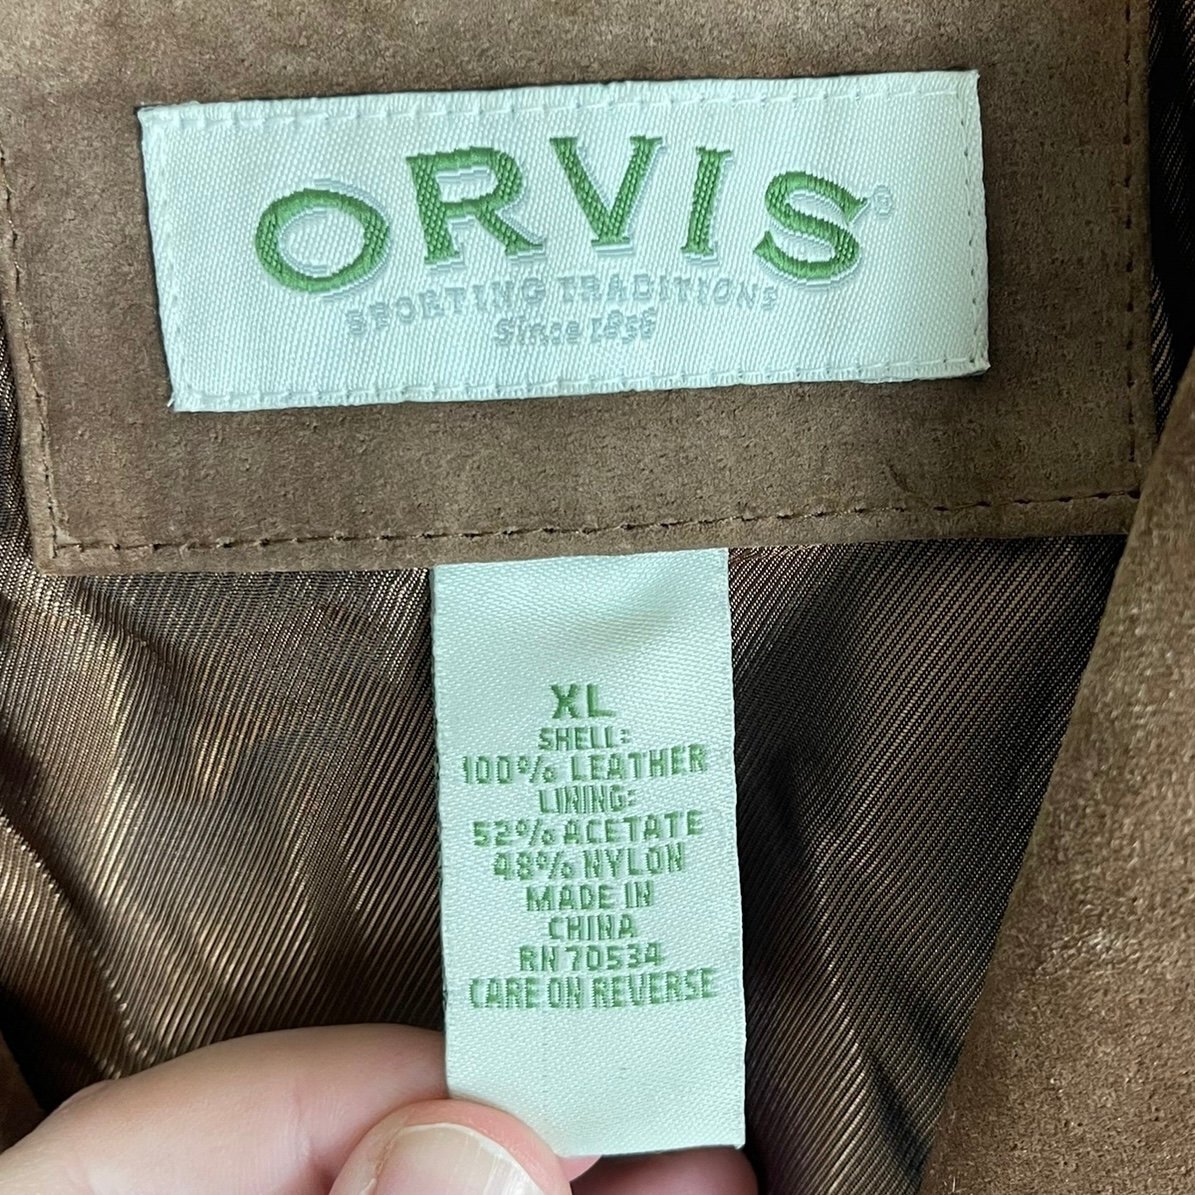 ORVIS®
SPORTING TRADITIONS
Since 1856
XL
SHELL:
100% LEATHER
LINING:
52% ACETATE
48% NYLON
MADE IN
CHINA
RN 70534
CARE ON REVERSE